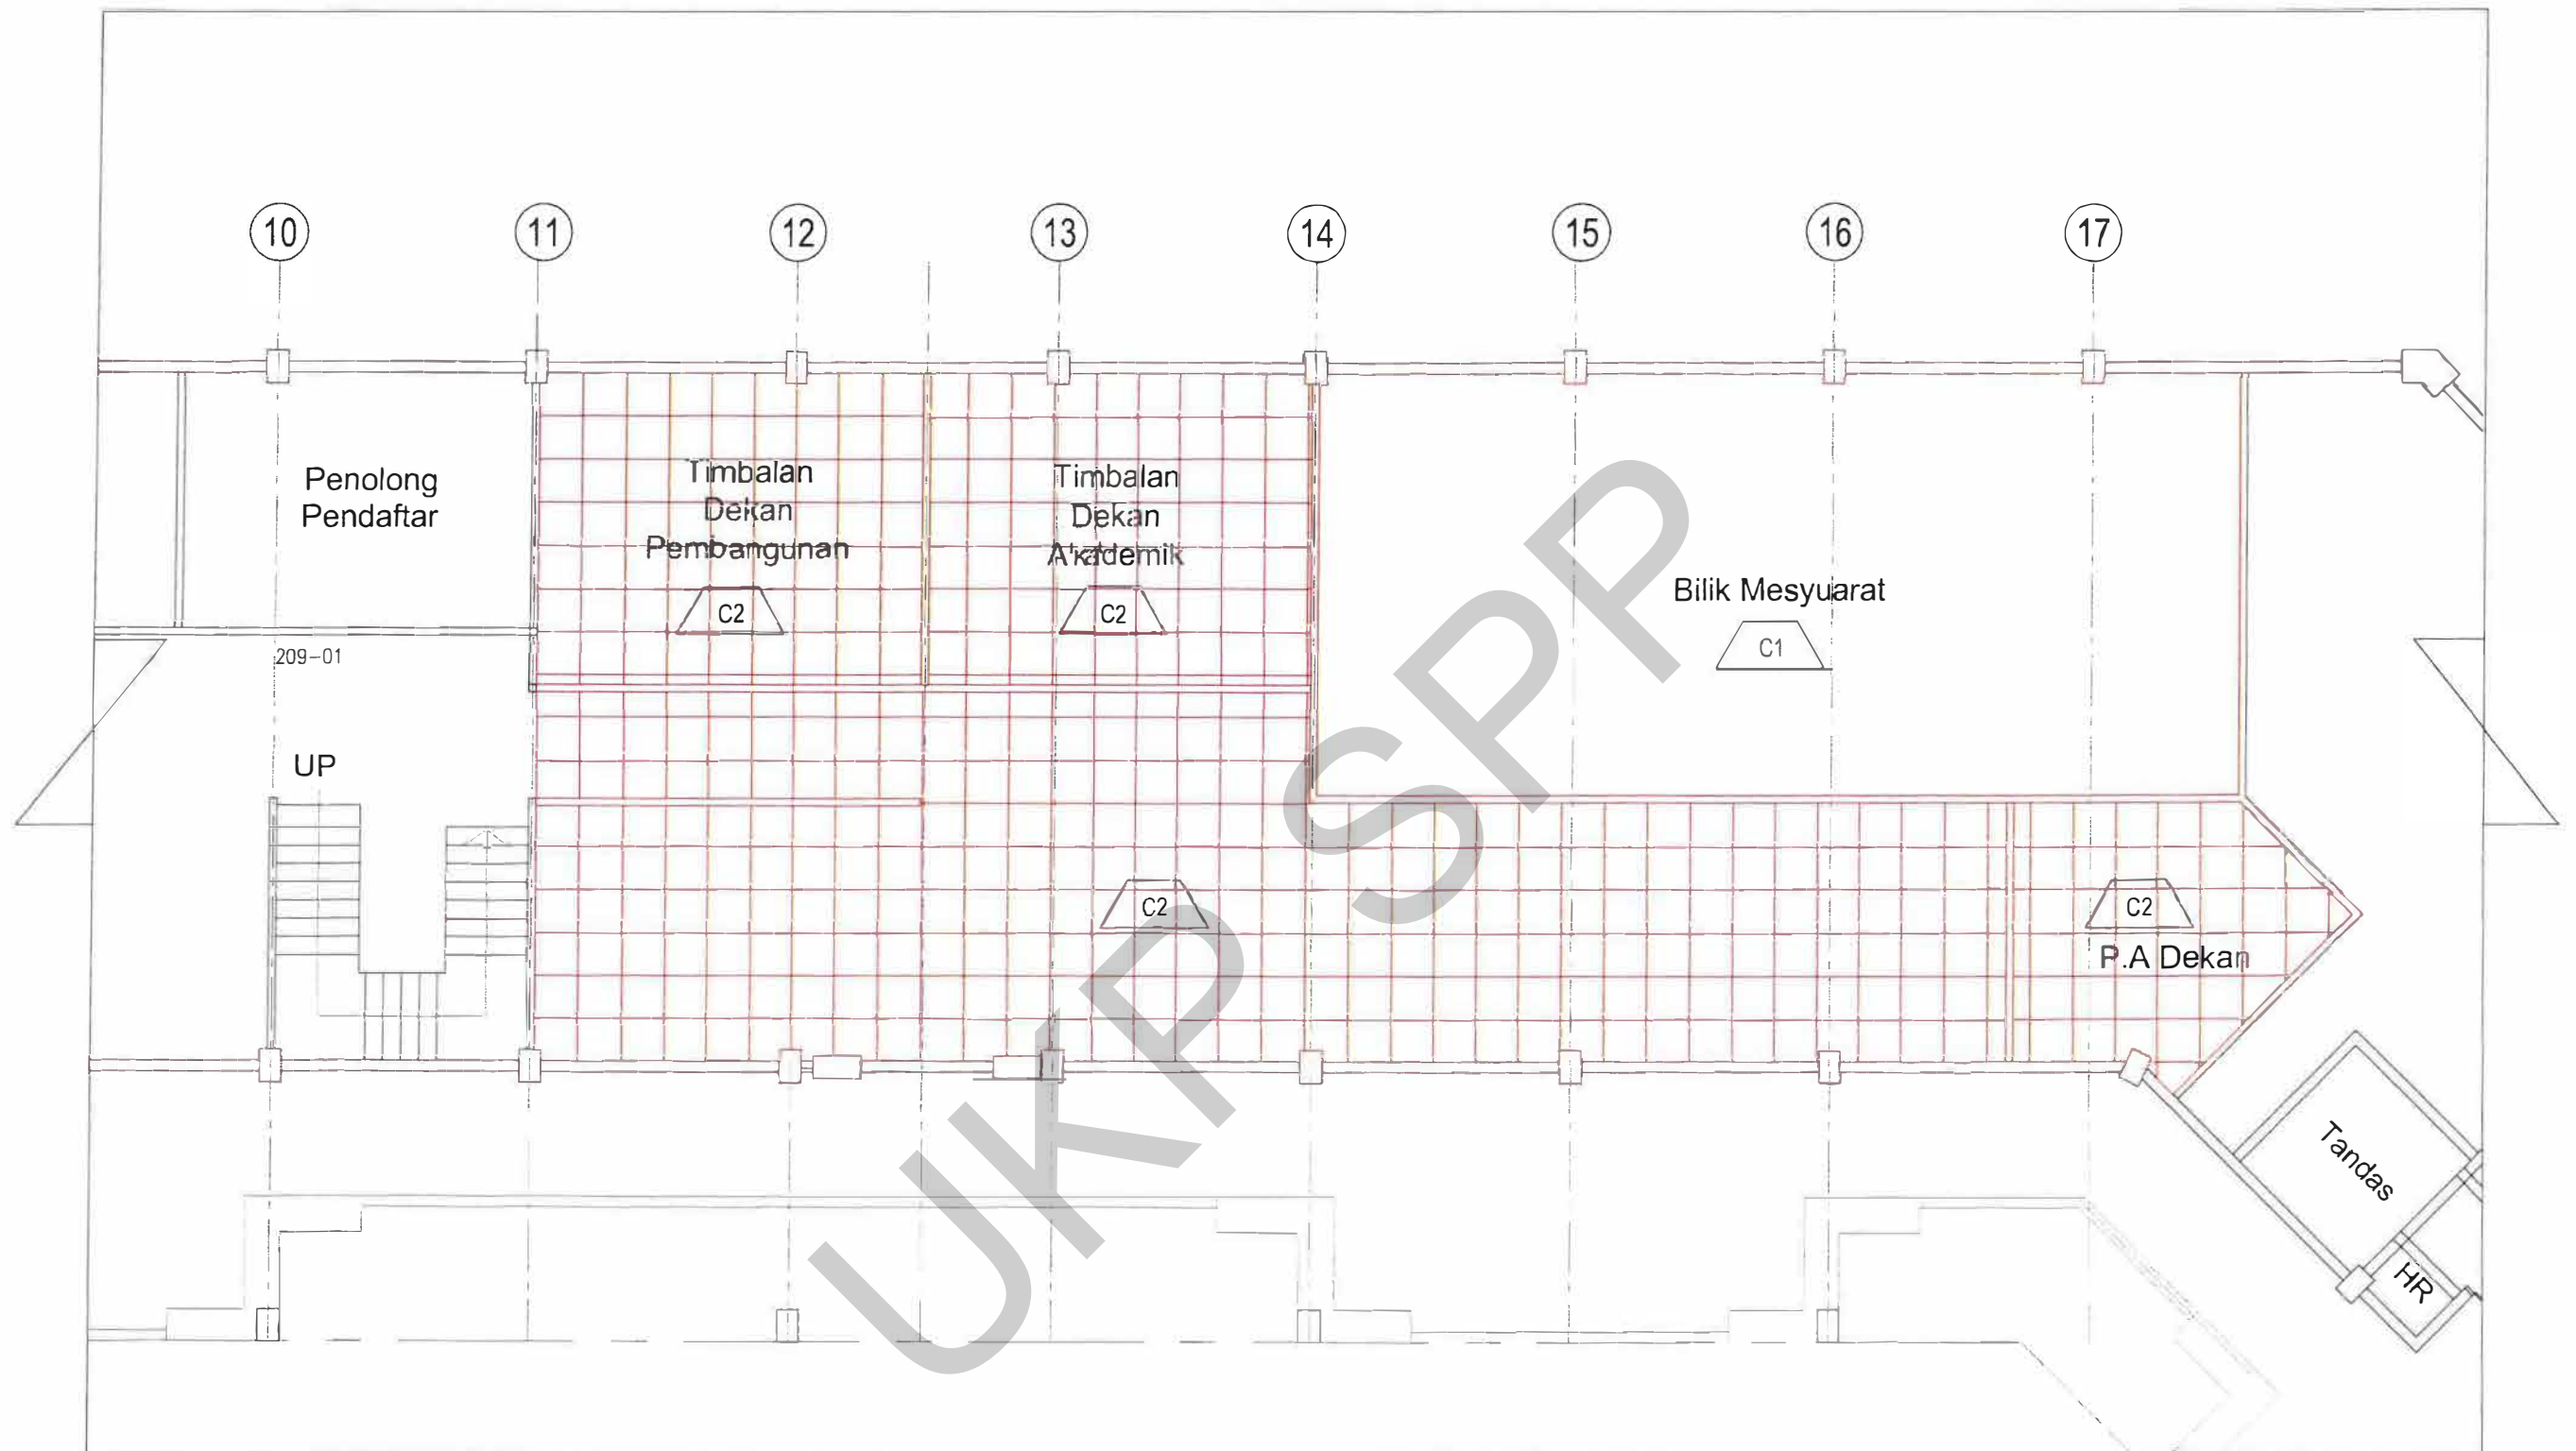 10
11
12
13
14
15
16
17
Penolong
Pendaftar
Timbalan
Dekan
Pembangunan
C2
Timbalan
Dekan
Akademik
C2
Bilik Mesyuarat
C1
209-01
UP
C2
C2
P.A Dekan
Tandas
HR
UKP SPP